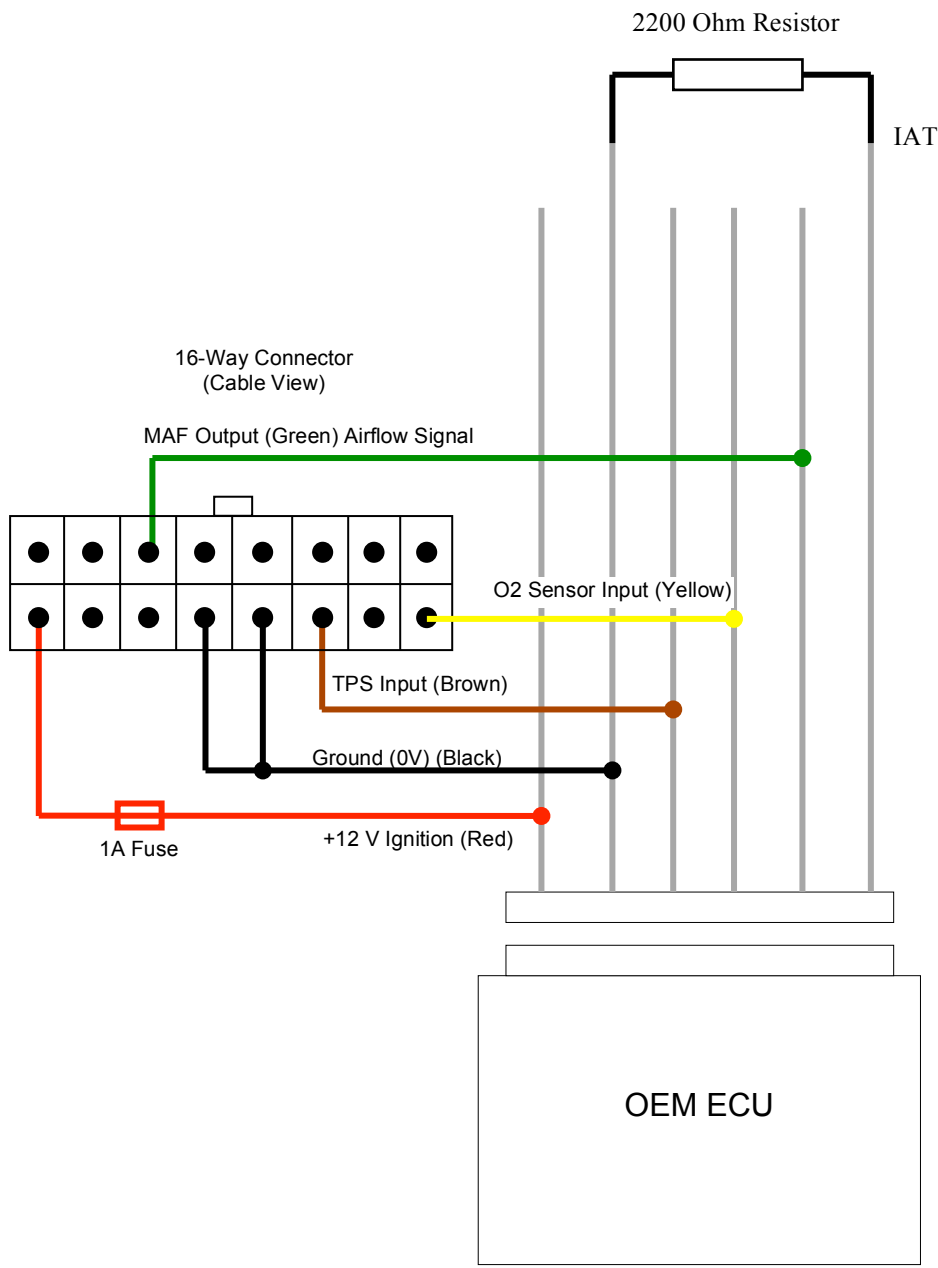 2200 Ohm Resistor
IAT
16-Way Connector
(Cable View)
MAF Output (Green) Airflow Signal
O2 Sensor Input (Yellow)
TPS Input (Brown)
Ground (0V) (Black)
+12 V Ignition (Red)
1A Fuse
OEM ECU